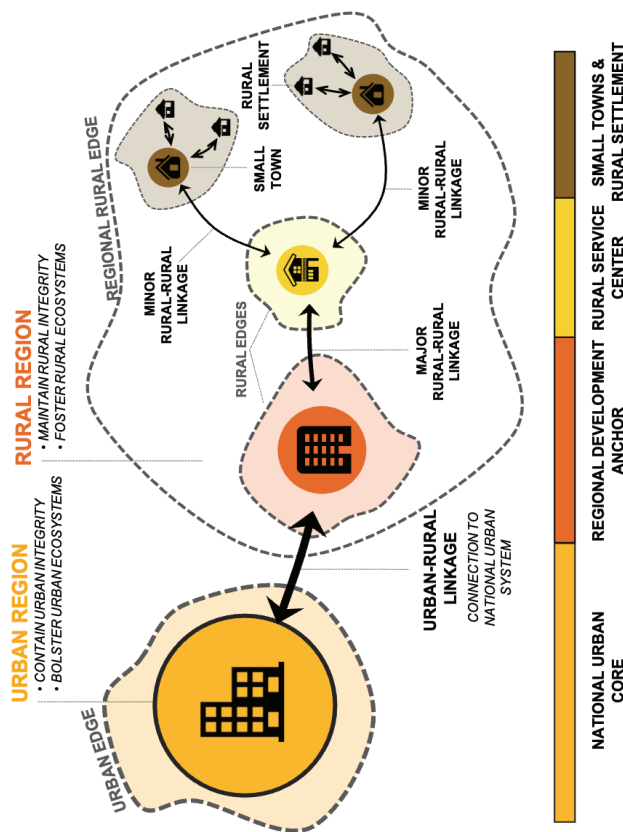 URBAN REGION
• CONTAIN URBAN INTEGRITY
• BOLSTER URBAN ECOSYSTEMS
RURAL REGION
• MAINTAIN RURAL INTEGRITY
• FOSTER RURAL ECOSYSTEMS
URBAN EDGE
REGIONAL RURAL EDGE
RURAL EDGES
MINOR
RURAL-RURAL
LINKAGE
SMALL
TOWN
RURAL
SETTLEMENT
URBAN-RURAL
LINKAGE
CONNECTION TO
NATIONAL URBAN
SYSTEM
MAJOR
RURAL-RURAL
LINKAGE
MINOR
RURAL-RURAL
LINKAGE
NATIONAL URBAN
CORE
REGIONAL DEVELOPMENT
ANCHOR
RURAL SERVICE
CENTER
SMALL TOWNS &
RURAL SETTLEMENT